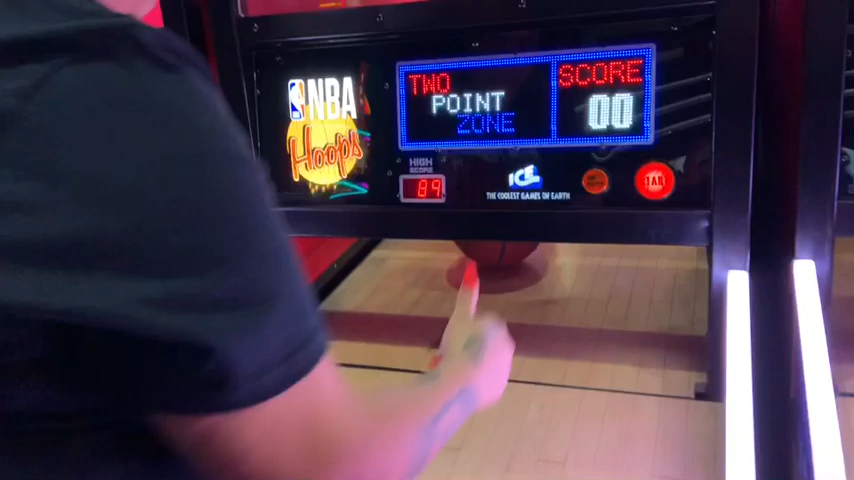 TWO
POINT
ZONE
SCORE
00
NBA
Hoops
HIGH
SCORE
89
ICE
THE COOLEST GAMES ON EARTH